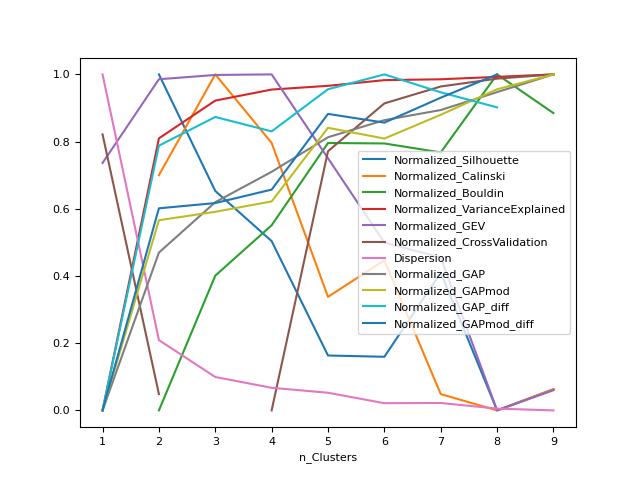 1.0
0.8
0.6
0.4
0.2
0.0
Normalized_Silhouette
Normalized_Calinski
Normalized_Bouldin
Normalized_VarianceExplained
Normalized_GEV
Normalized_CrossValidation
Dispersion
Normalized_GAP
Normalized_GAPmod
Normalized_GAP_diff
Normalized_GAPmod_diff
1 2 3 4 5 6 7 8 9
n_Clusters